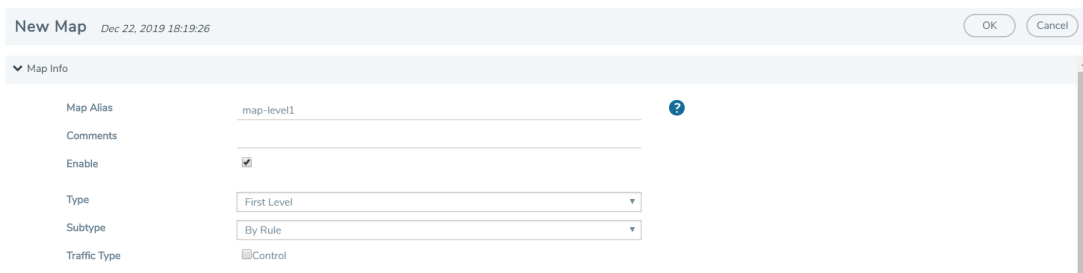 New Map Dec 22, 2019 18:19:26 OK Cancel
Map Info
Map Alias map-level1 ?
Comments
Enable
Type First Level
Subtype By Rule
Traffic Type Control